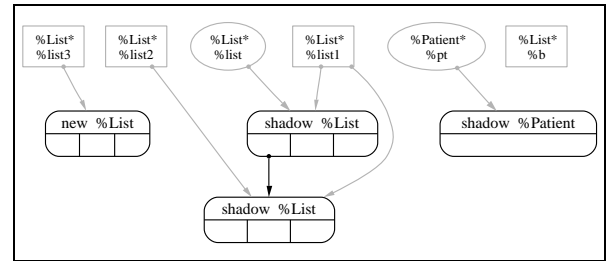 %List*
%list3
%List*
%list2
%List*
%list
%List*
%list1
%Patient*
%pt
%List*
%b
new %List
shadow %List
shadow %Patient
shadow %List